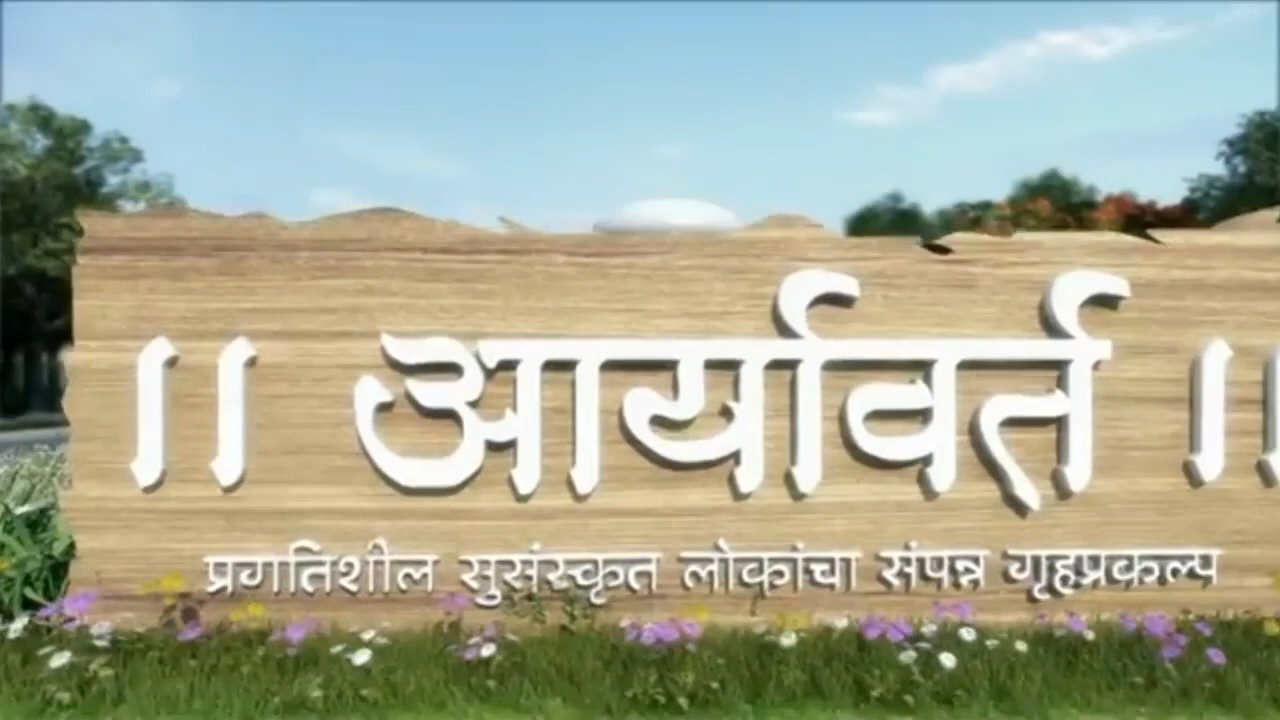 ।। आर्यावर्त ।।
प्रगतिशील सुसंस्कृत लोकांचा संपन्न गृहप्रकल्प